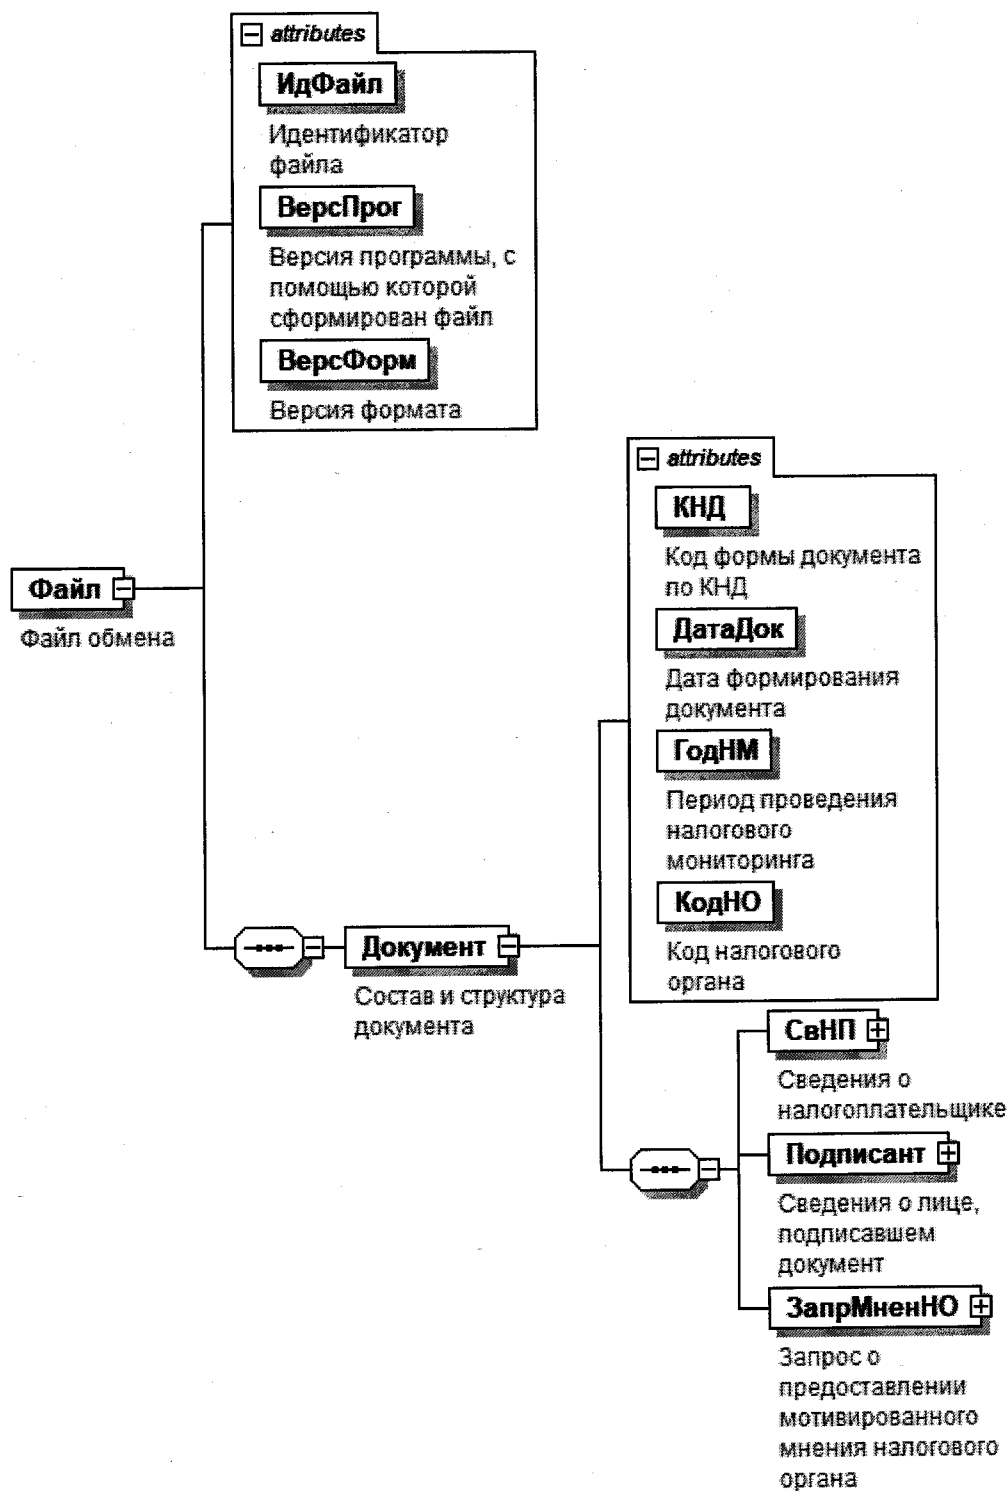 attributes
ИдФайл
Идентификатор
файла
ВерсПрог
Версия программы, с
помощью которой
сформирован файл
ВерсФорм
Версия формата
Файл
Файл обмена
attributes
КНД
Код формы документа
по КНД
ДатаДок
Дата формирования
документа
ГодНМ
Период проведения
налогового
мониторинга
КодНО
Код налогового
органа
Документ
Состав и структура
документа
СвНП
Сведения о
налогоплательщике
Подписант
Сведения о лице,
подписавшем
документ
ЗапрМненНО
Запрос о
предоставлении
мотивированного
мнения налогового
органа